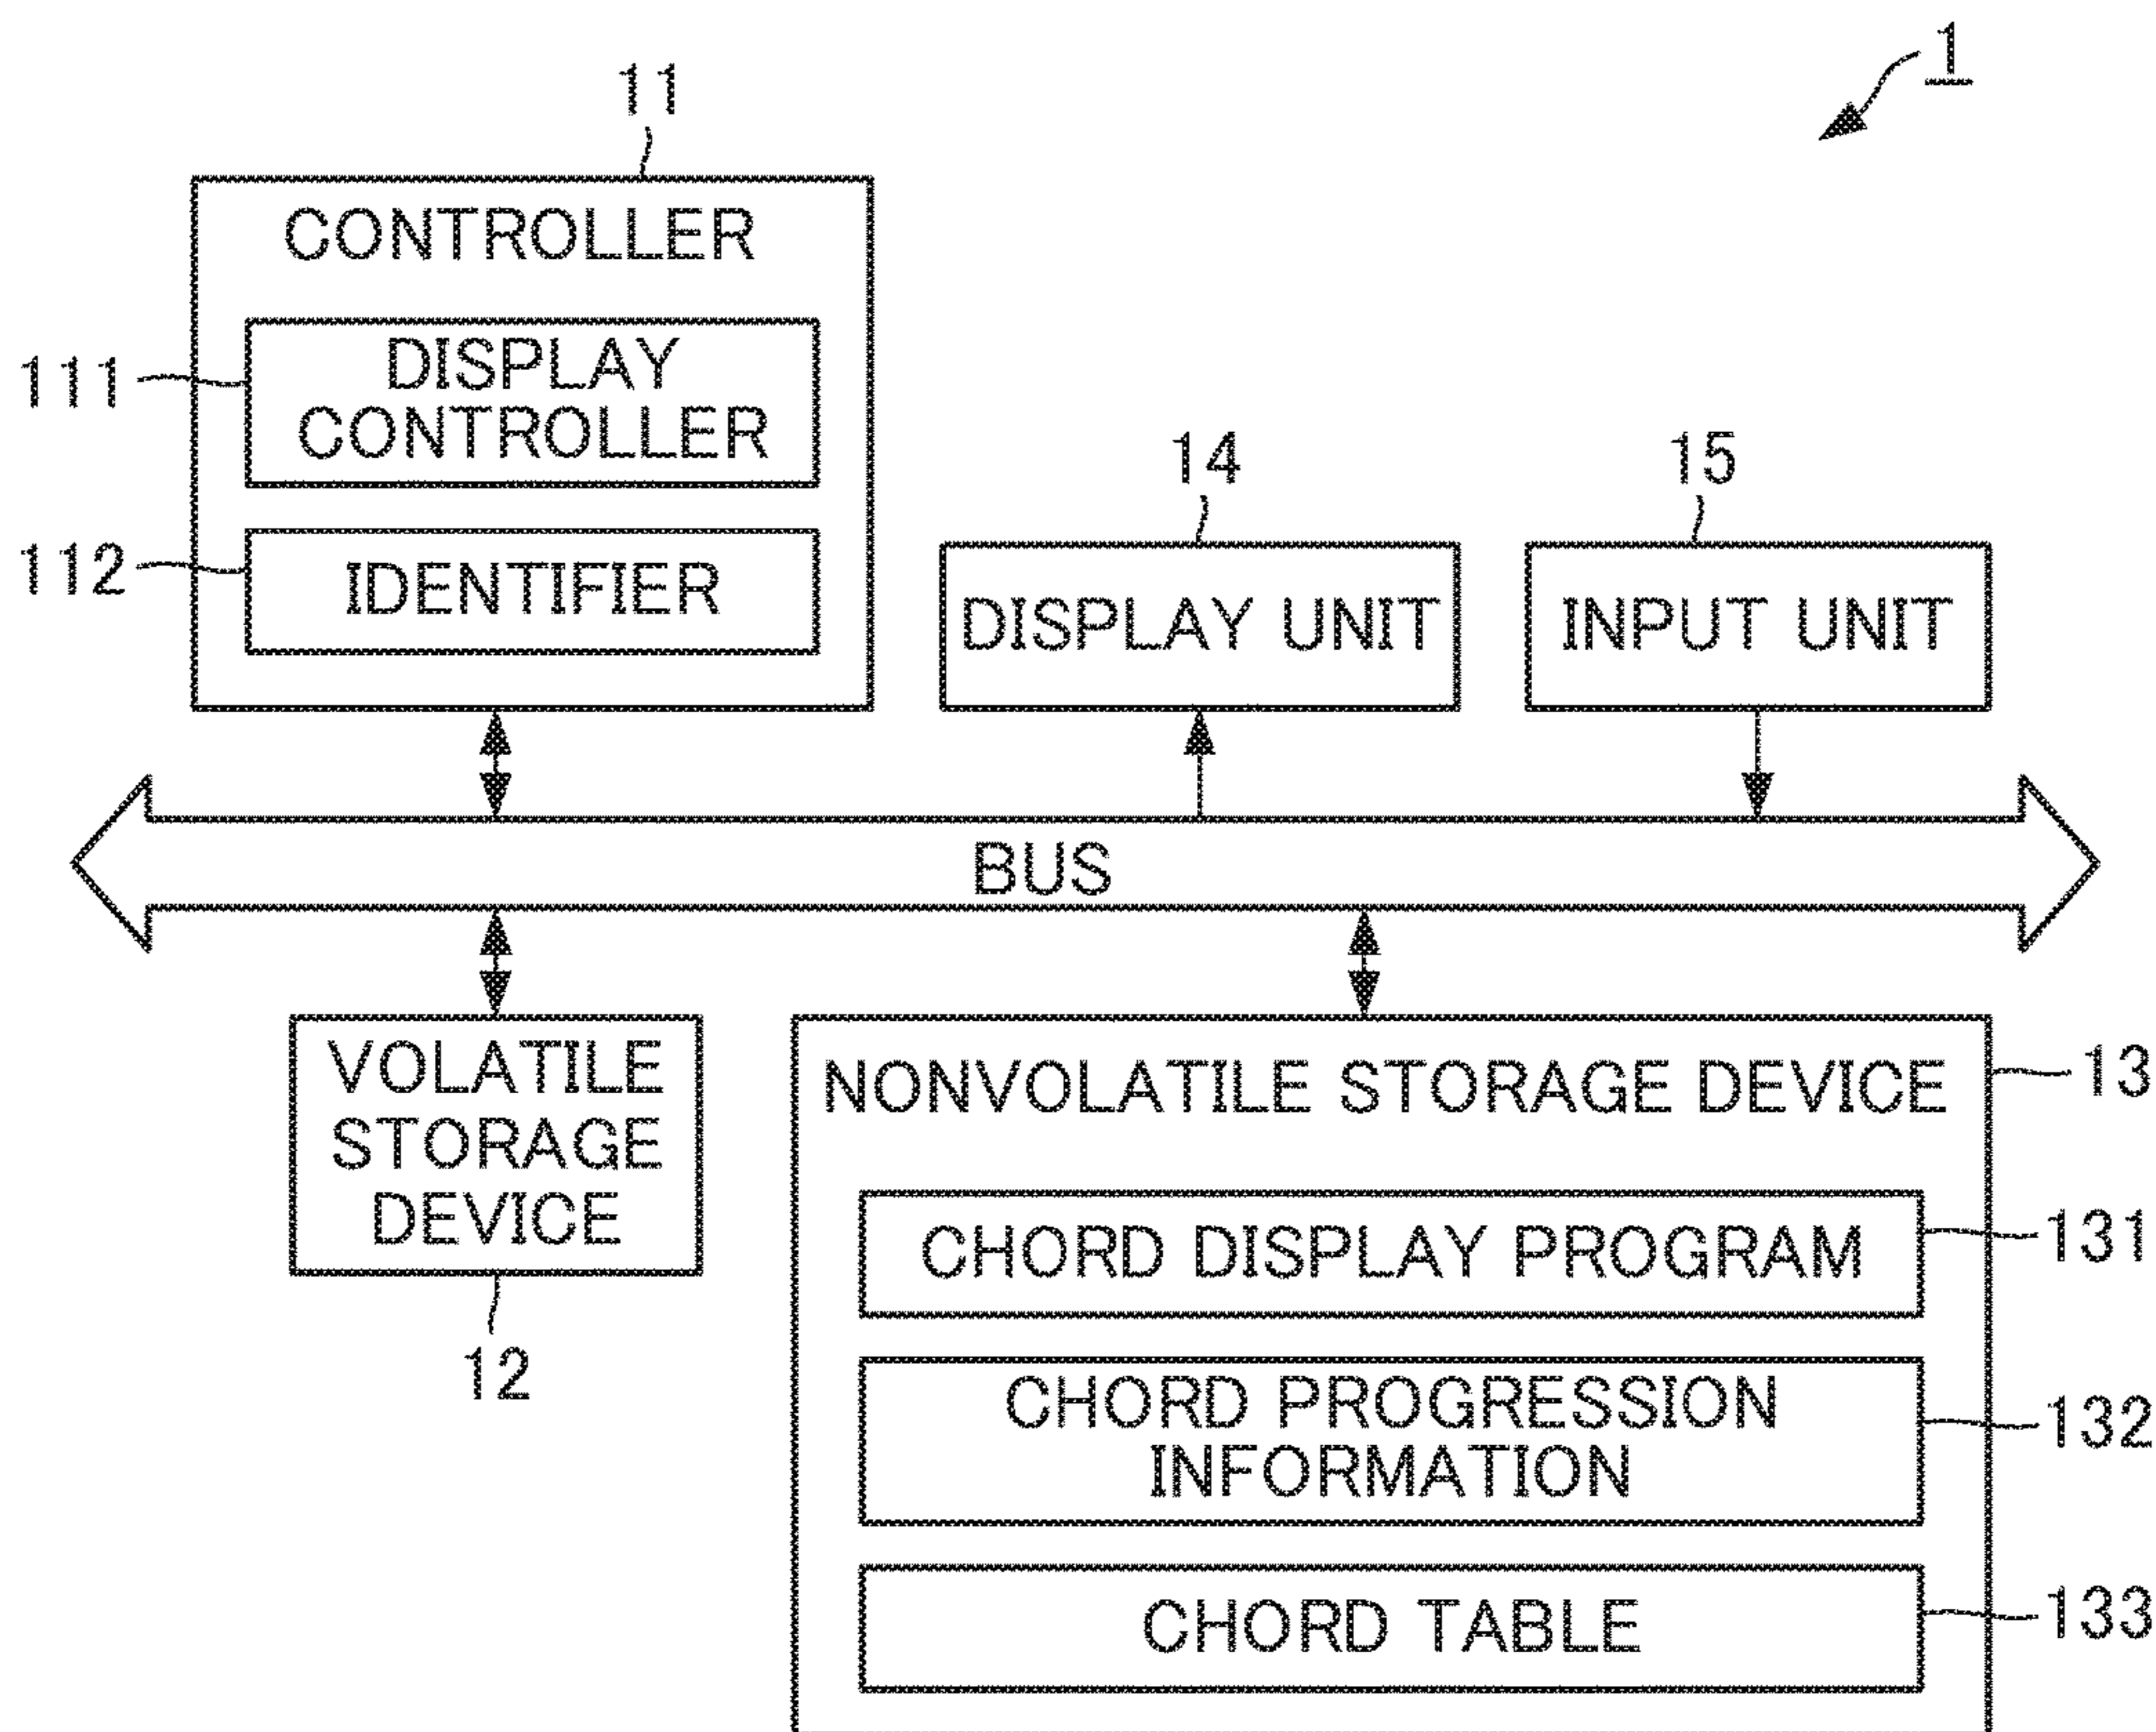 1
11
CONTROLLER
111
DISPLAY
CONTROLLER
112
IDENTIFIER
14
DISPLAY UNIT
15
INPUT UNIT
BUS
VOLATILE
STORAGE
DEVICE
12
NONVOLATILE STORAGE DEVICE
13
CHORD DISPLAY PROGRAM
131
CHORD PROGRESSION
INFORMATION
132
CHORD TABLE
133